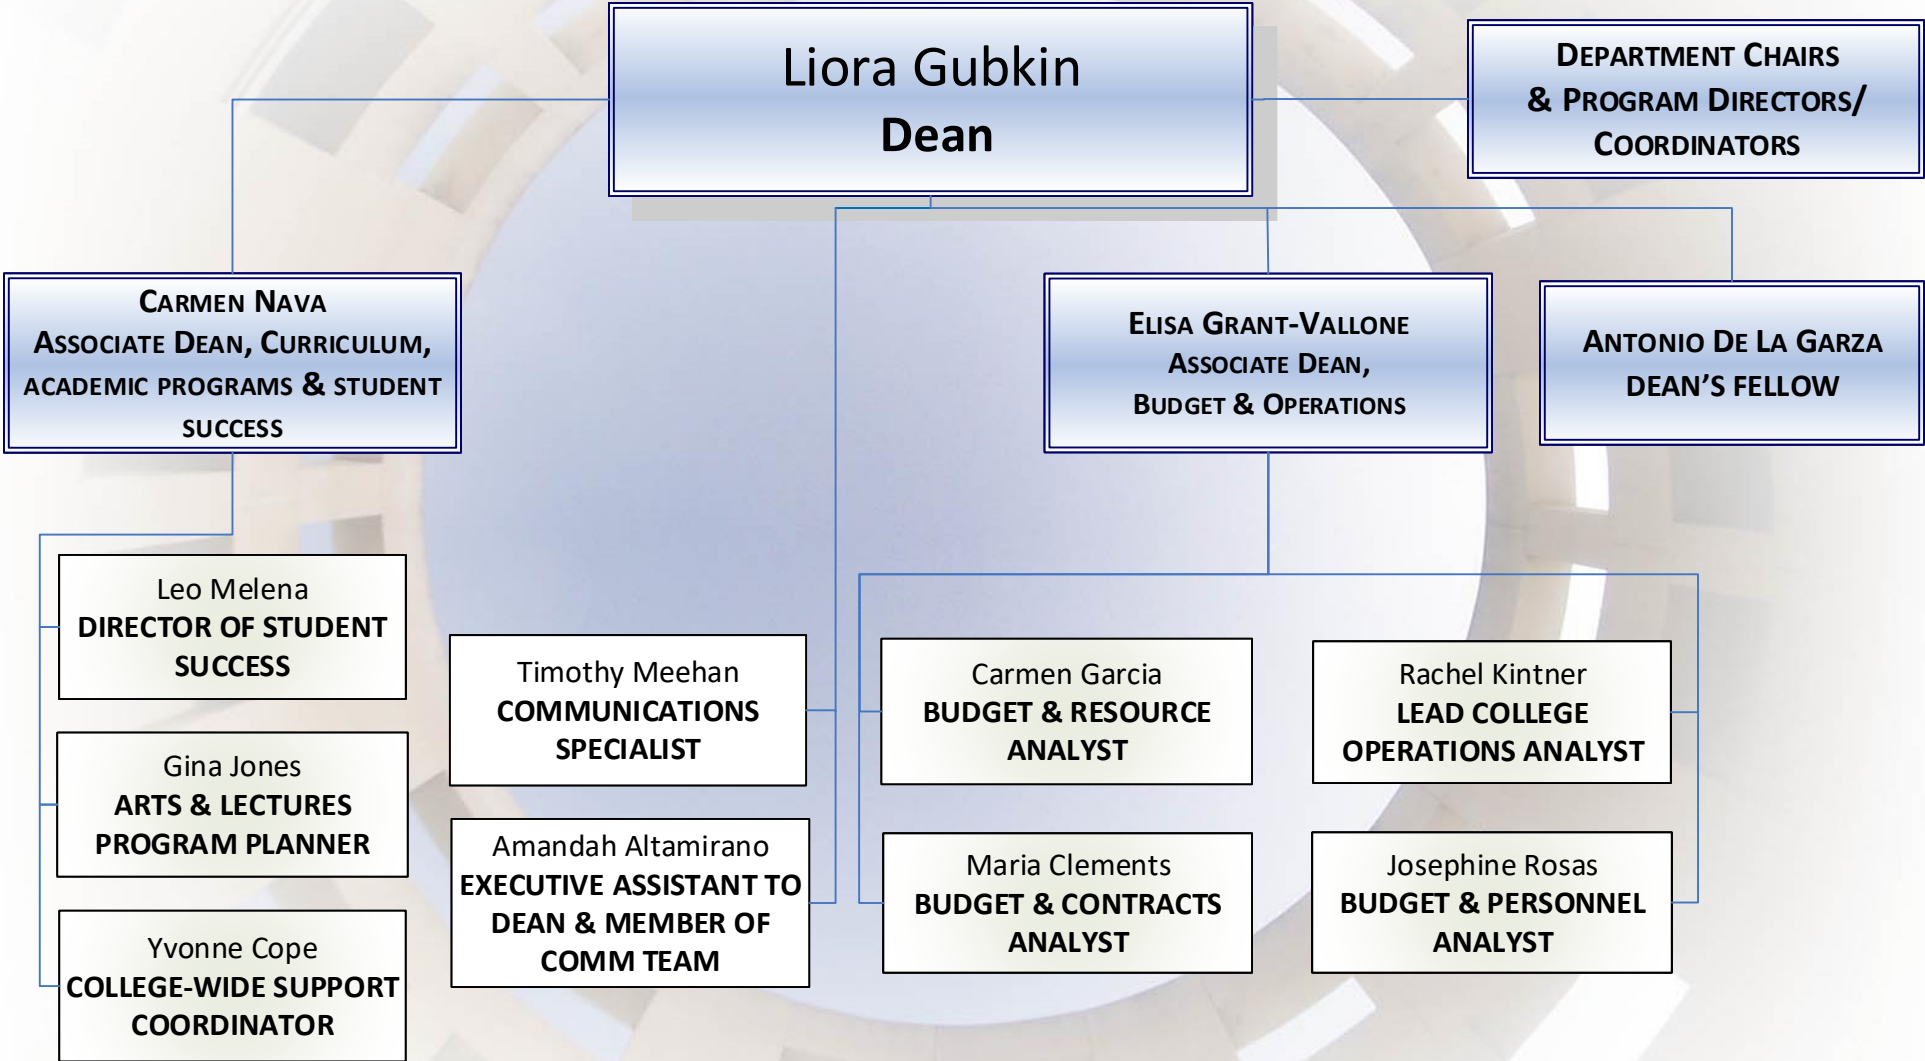 Liora Gubkin
Dean
DEPARTMENT CHAIRS
& PROGRAM DIRECTORS/
COORDINATORS
CARMEN NAVA
ASSOCIATE DEAN, CURRICULUM,
ACADEMIC PROGRAMS & STUDENT
SUCCESS
ELISA GRANT-VALLONE
ASSOCIATE DEAN,
BUDGET & OPERATIONS
ANTONIO DE LA GARZA
DEAN'S FELLOW
Leo Melena
DIRECTOR OF STUDENT
SUCCESS
Gina Jones
ARTS & LECTURES
PROGRAM PLANNER
Yvonne Cope
COLLEGE-WIDE SUPPORT
COORDINATOR
Timothy Meehan
COMMUNICATIONS
SPECIALIST
Amandah Altamirano
EXECUTIVE ASSISTANT TO
DEAN & MEMBER OF
COMM TEAM
Carmen Garcia
BUDGET & RESOURCE
ANALYST
Maria Clements
BUDGET & CONTRACTS
ANALYST
Rachel Kintner
LEAD COLLEGE
OPERATIONS ANALYST
Josephine Rosas
BUDGET & PERSONNEL
ANALYST